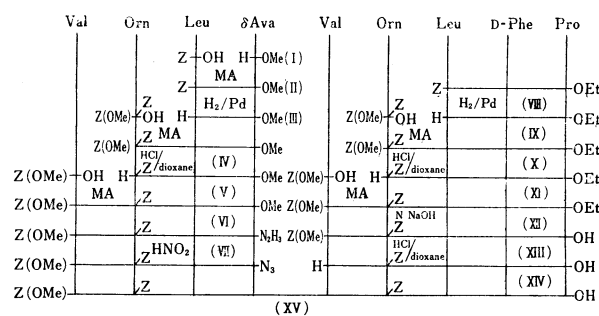 Val Orn Leu δAva Val Orn Leu D-Phe Pro
Z OH H OMe(I)
MA
Z OMe(II) Z OEt
Z H₂/Pd Z H₂/Pd (VIII)
Z(OMe) OH H OMe(III) Z(OMe) OH H OEt
MA Z MA Z (IX)
Z(OMe) OMe Z(OMe) OEt
HCl/dioxane (IV) HCl/dioxane (X)
Z(OMe) OH H Z OMe Z(OMe) OH H Z OEt
MA (V) MA (XI)
Z Z
Z(OMe) OMe Z(OMe) OEt
(VI) N NaOH (XII)
Z Z
Z(OMe) N₂H₃ Z(OMe) OH
HNO₂ (VII) HCl/dioxane (XIII)
Z(OMe) Z N₃ H Z OH
(XIV)
Z Z
Z(OMe) OH
(XV)